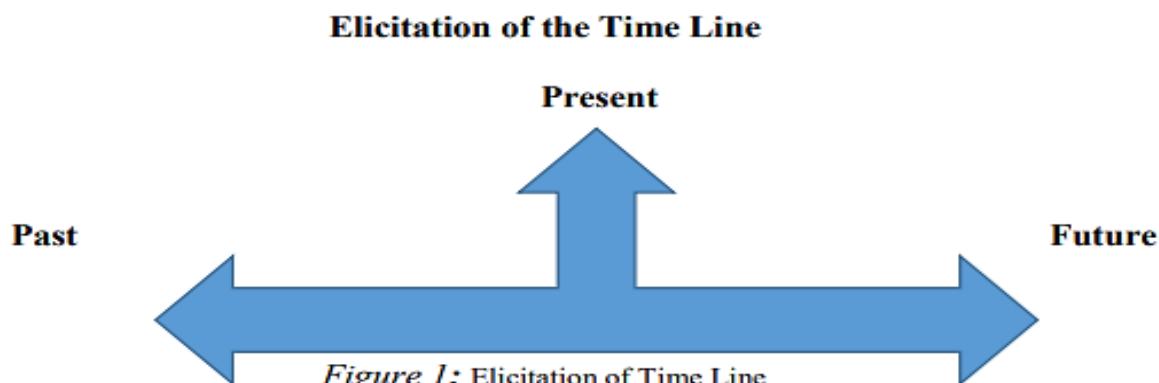 Elicitation of the Time Line
Present
Past
Future
Figure 1: Elicitation of Time Line